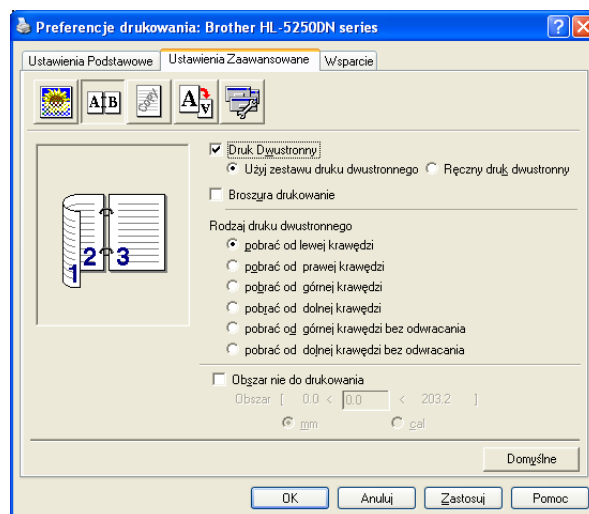 Preferencje drukowania: Brother HL-5250DN series
Ustawienia Podstawowe Ustawienia Zaawansowane Wsparcie
A B A A
Druk Dwustronny
Użyj zestawu druku dwustronnego Ręczny druk dwustronny
Broszura drukowanie
Rodzaj druku dwustronnego
pobrać od lewej krawędzi
pobrać od prawej krawędzi
pobrać od górnej krawędzi
pobrać od dolnej krawędzi
pobrać od górnej krawędzi bez odwracania
pobrać od dolnej krawędzi bez odwracania
1 2 3
Obszar nie do drukowania
Obszar [ 0.0 < 0.0 < 203.2 ]
mm cal
Domyślne
OK Anuluj Zastosuj Pomoc